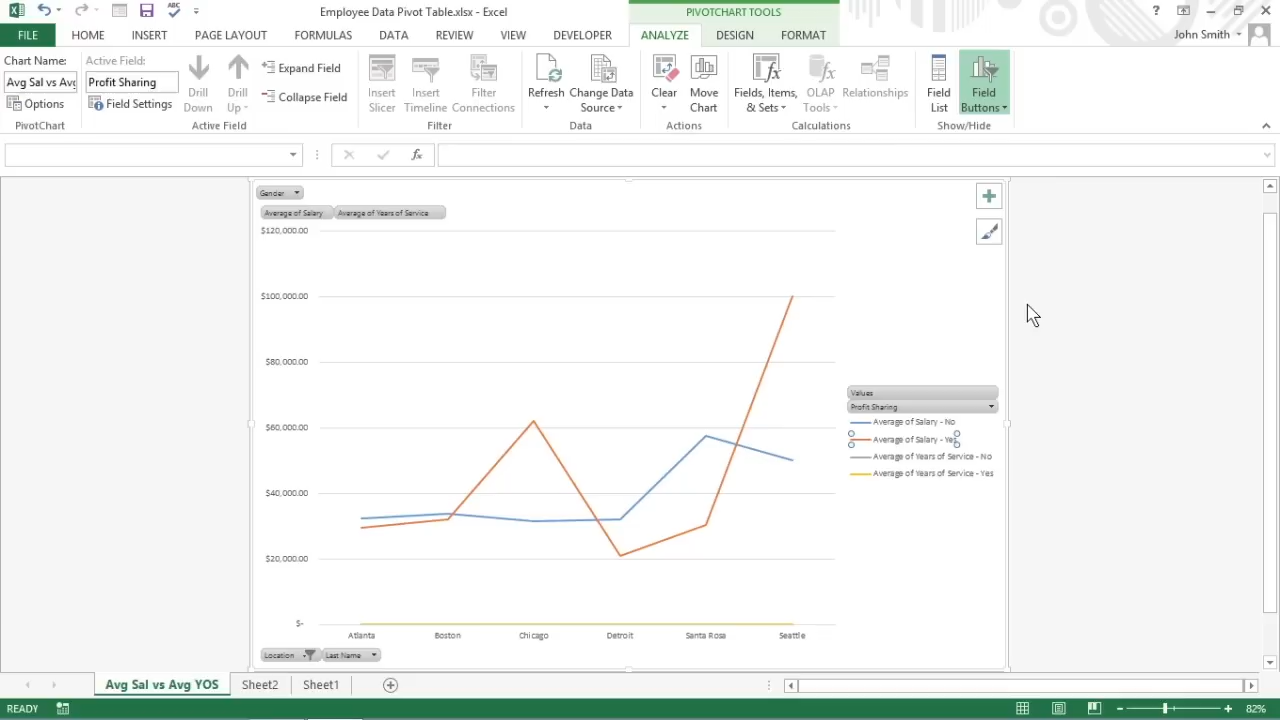 Employee Data Pivot Table.xlsx - Excel
PIVOTCHART TOOLS
?
FILE HOME INSERT PAGE LAYOUT FORMULAS DATA REVIEW VIEW DEVELOPER ANALYZE DESIGN FORMAT John Smith
Chart Name:
Avg Sal vs Avg
Options
PivotChart
Active Field:
Profit Sharing
Field Settings
Drill Down
Drill Up
Expand Field
Collapse Field
Active Field
Insert Slicer
Insert Timeline
Filter Connections
Filter
Refresh
Change Data Source
Data
Clear
Move Chart
Actions
Fields, Items, & Sets
OLAP Tools
Relationships
Calculations
Field List
Field Buttons
Show/Hide
fx
Gender
Average of Salary Average of Years of Service
$120,000.00
$100,000.00
$80,000.00
$60,000.00
$40,000.00
$20,000.00
$-
Atlanta Boston Chicago Detroit Santa Rosa Seattle
Values
Profit Sharing
Average of Salary - No
Average of Salary - Yes
Average of Years of Service - No
Average of Years of Service - Yes
Location Last Name
Avg Sal vs Avg YOS Sheet2 Sheet1
READY
82%